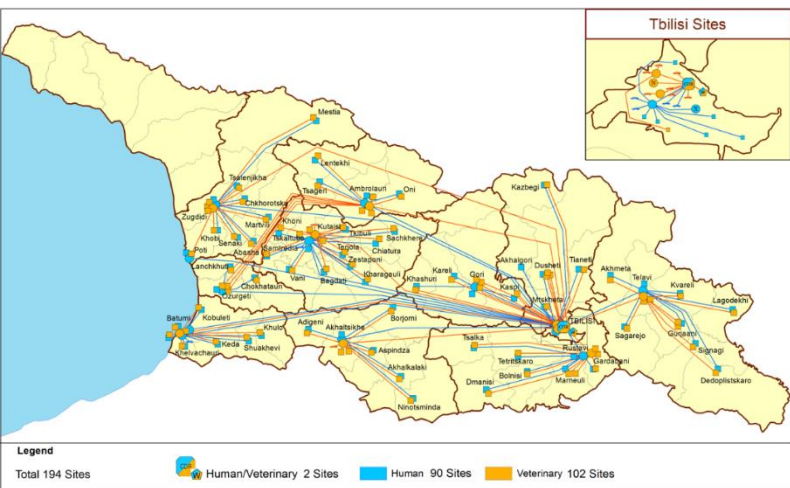 Tbilisi Sites
Mestia
Lentekhi
Tsalenjikha
Tsageri
Ambrolauri
Oni
Kazbegi
Chkhorotsku
Zugdidi
Martvili
Khoni
Kutaisi
Khobi
Senaki
Tskaltubo
Tkibuli
Sachkhere
Poti
Abasha
Samtredia
Terjola
Chiatura
Lanchkhuti
Zestaponi
Akhalgori
Dusheti
Tianeti
Akhmeta
Telavi
Kvareli
Chokhatauri
Vani
Bagdati
Kharagauli
Khashuri
Kareli
Gori
Kaspi
Mtskheta
Lagodekhi
Ozurgeti
Batumi
Kobuleti
Borjomi
TBILISI
Sagarejo
Gurjaani
Khulo
Adigeni
Akhaltsikhe
Tsalka
Rustavi
Signagi
Keda
Shuakhevi
Khelvachauri
Aspindza
Tetritskaro
Gardabani
Dedoplistskaro
Akhalkalaki
Bolnisi
Marneuli
Dmanisi
Ninotsminda
Legend
Total 194 Sites
CDR
W
Human/Veterinary 2 Sites
Human 90 Sites
Veterinary 102 Sites